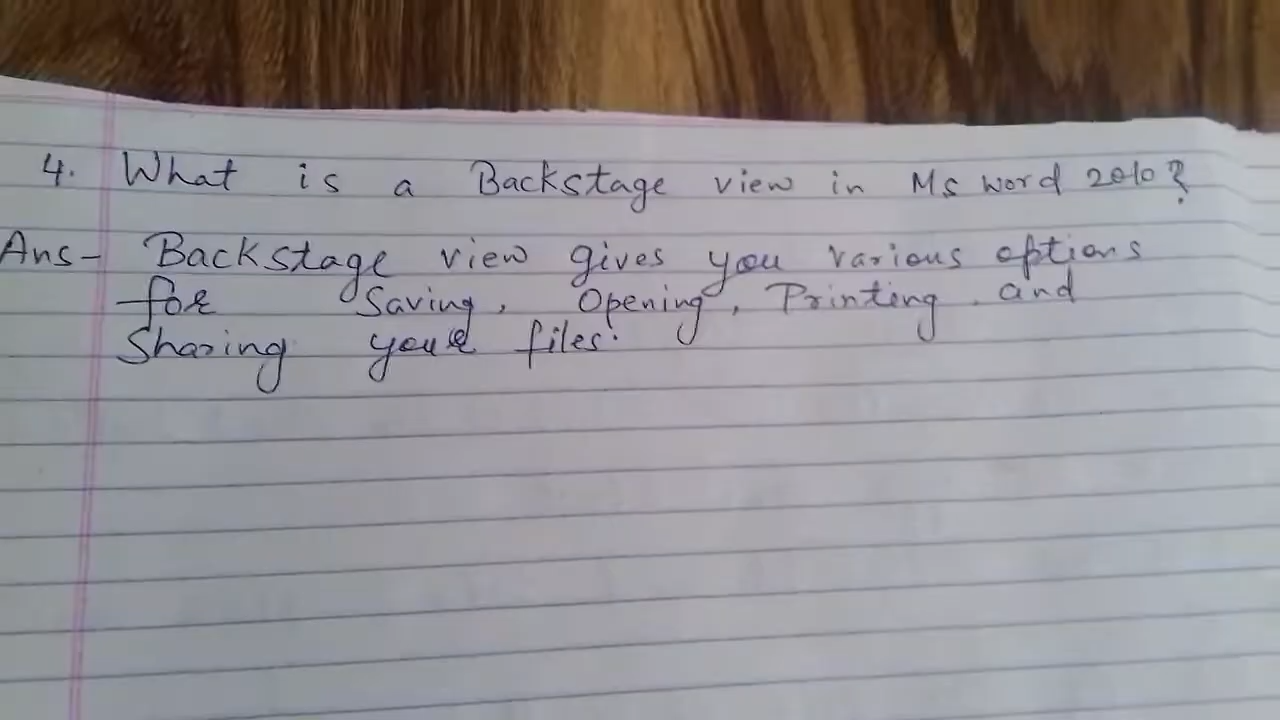 4. What is a Backstage view in Ms word 2010?
Ans- Backstage view gives you various options
for Saving, Opening, Printing and
Sharing your files.